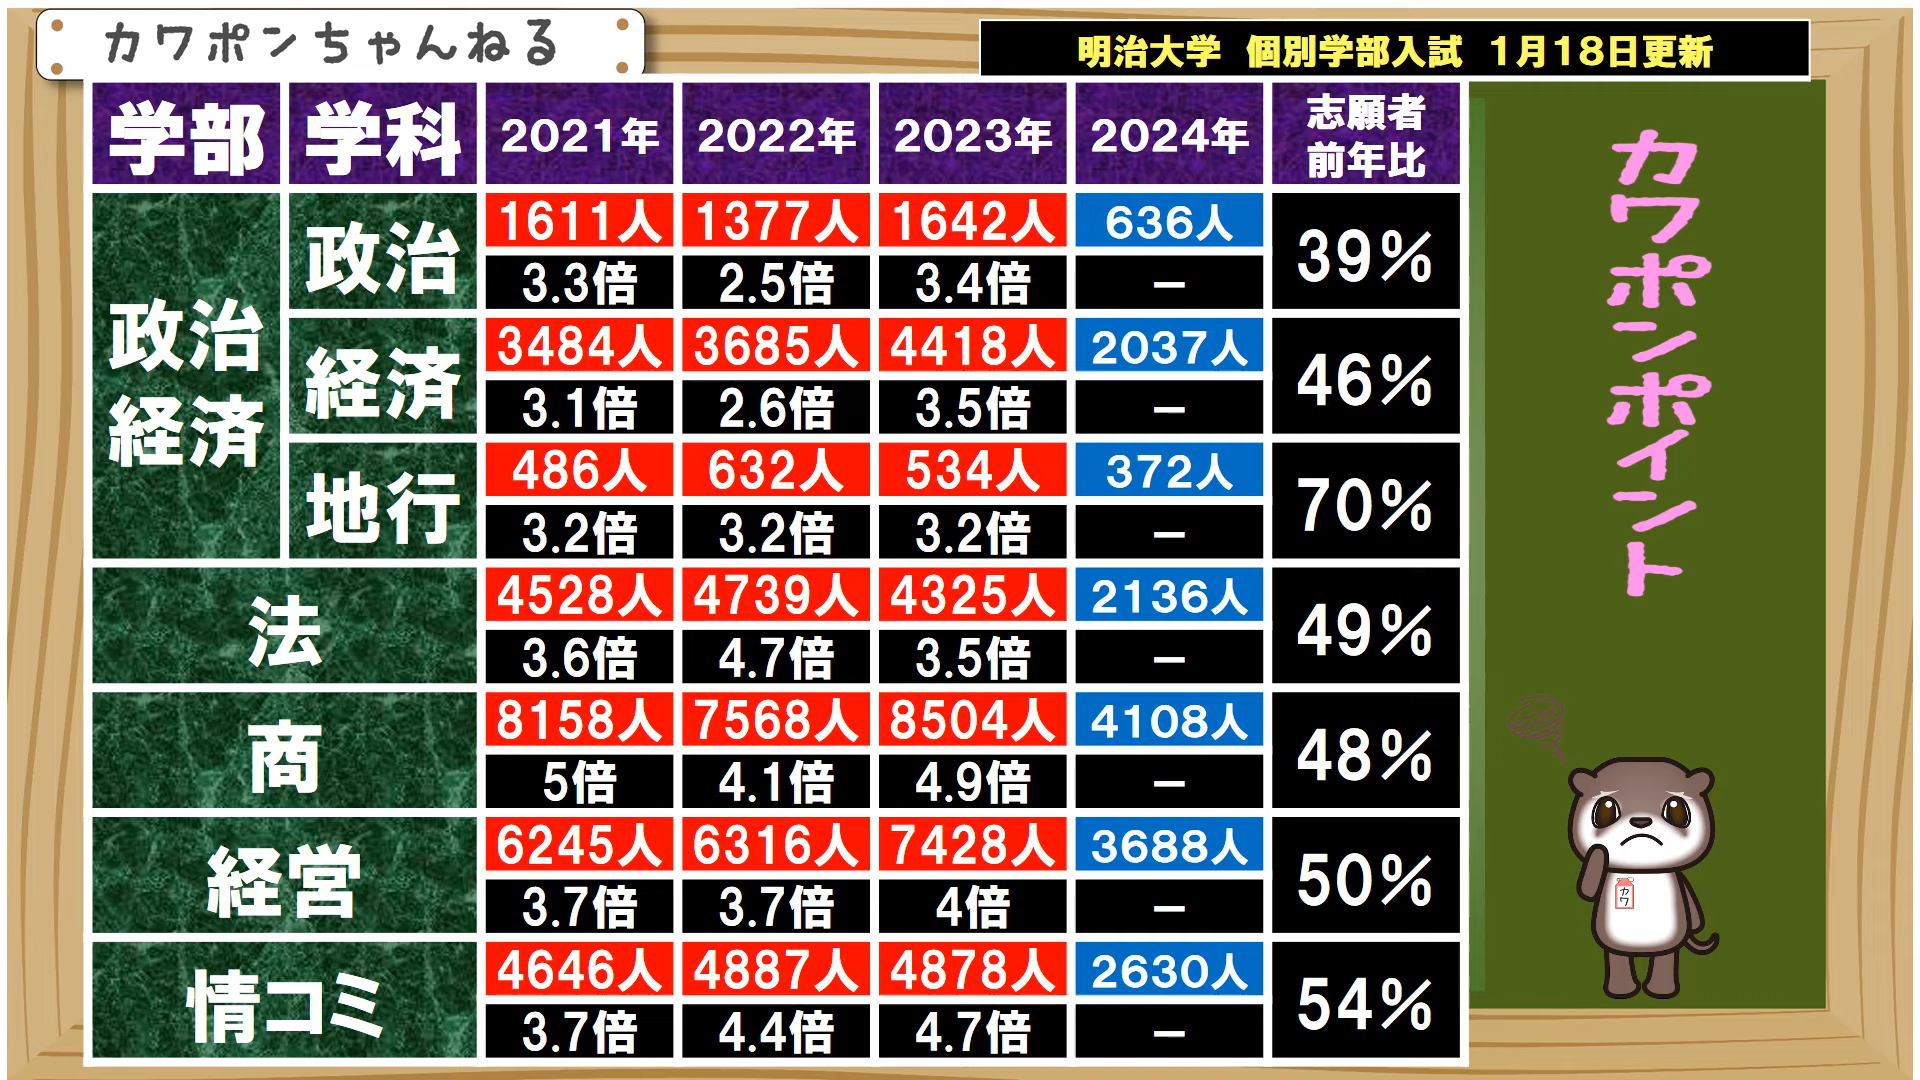 カワポンちゃんねる
明治大学 個別学部入試 1月18日更新
学部 学科 2021年 2022年 2023年 2024年 志願者前年比
政治経済
政治 1611人 1377人 1642人 636人 39%
3.3倍 2.5倍 3.4倍 －
経済 3484人 3685人 4418人 2037人 46%
3.1倍 2.6倍 3.5倍 －
地行 486人 632人 534人 372人 70%
3.2倍 3.2倍 3.2倍 －
法 4528人 4739人 4325人 2136人 49%
3.6倍 4.7倍 3.5倍 －
商 8158人 7568人 8504人 4108人 48%
5倍 4.1倍 4.9倍 －
経営 6245人 6316人 7428人 3688人 50%
3.7倍 3.7倍 4倍 －
情コミ 4646人 4887人 4878人 2630人 54%
3.7倍 4.4倍 4.7倍 －
カワポンポイント
カワ